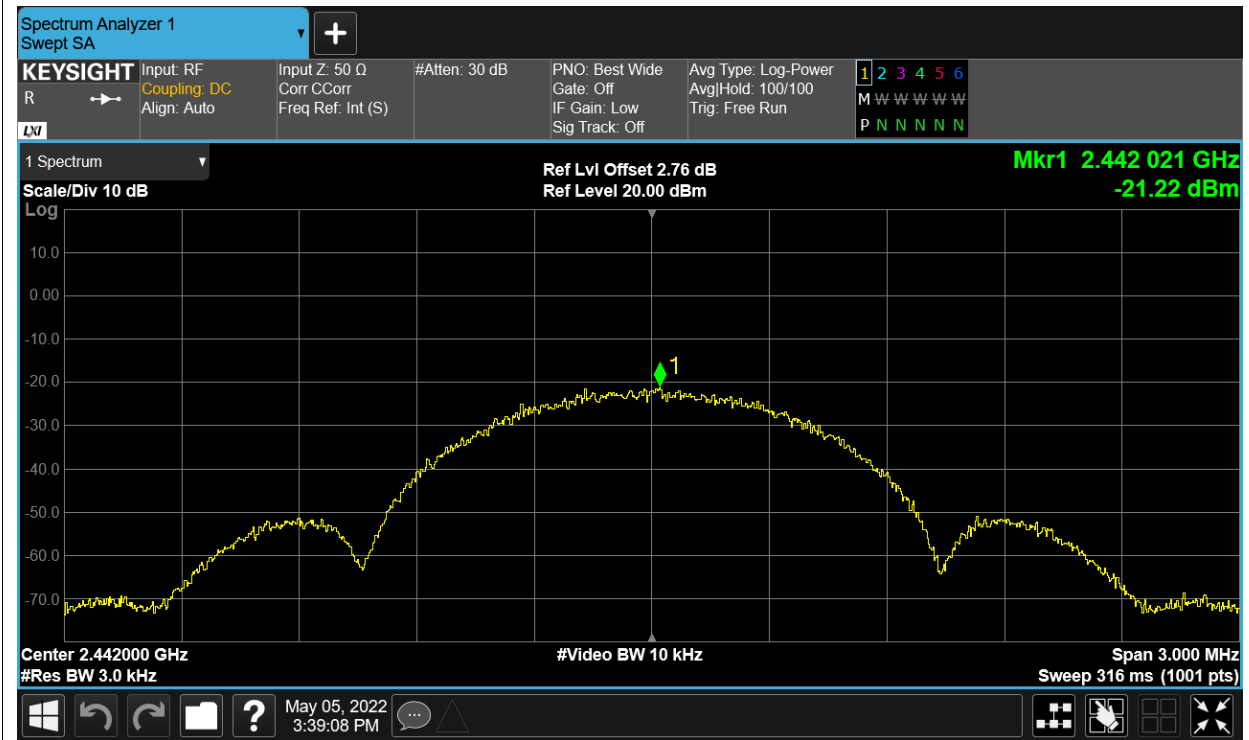 Spectrum Analyzer 1
Swept SA
+
KEYSIGHT
R
LXI
Input: RF
Coupling: DC
Align: Auto
Input Z: 50 Ω
Corr CCorr
Freq Ref: Int (S)
#Atten: 30 dB
PNO: Best Wide
Gate: Off
IF Gain: Low
Sig Track: Off
Avg Type: Log-Power
Avg|Hold: 100/100
Trig: Free Run
1 2 3 4 5 6
M W W W W W
P N N N N N
1 Spectrum
Scale/Div 10 dB
Ref Lvl Offset 2.76 dB
Ref Level 20.00 dBm
Mkr1 2.442 021 GHz
-21.22 dBm
Log
10.0
0.00
-10.0
1
-20.0
-30.0
-40.0
-50.0
-60.0
-70.0
Center 2.442000 GHz
#Video BW 10 kHz
Span 3.000 MHz
#Res BW 3.0 kHz
Sweep 316 ms (1001 pts)
?
May 05, 2022
3:39:08 PM